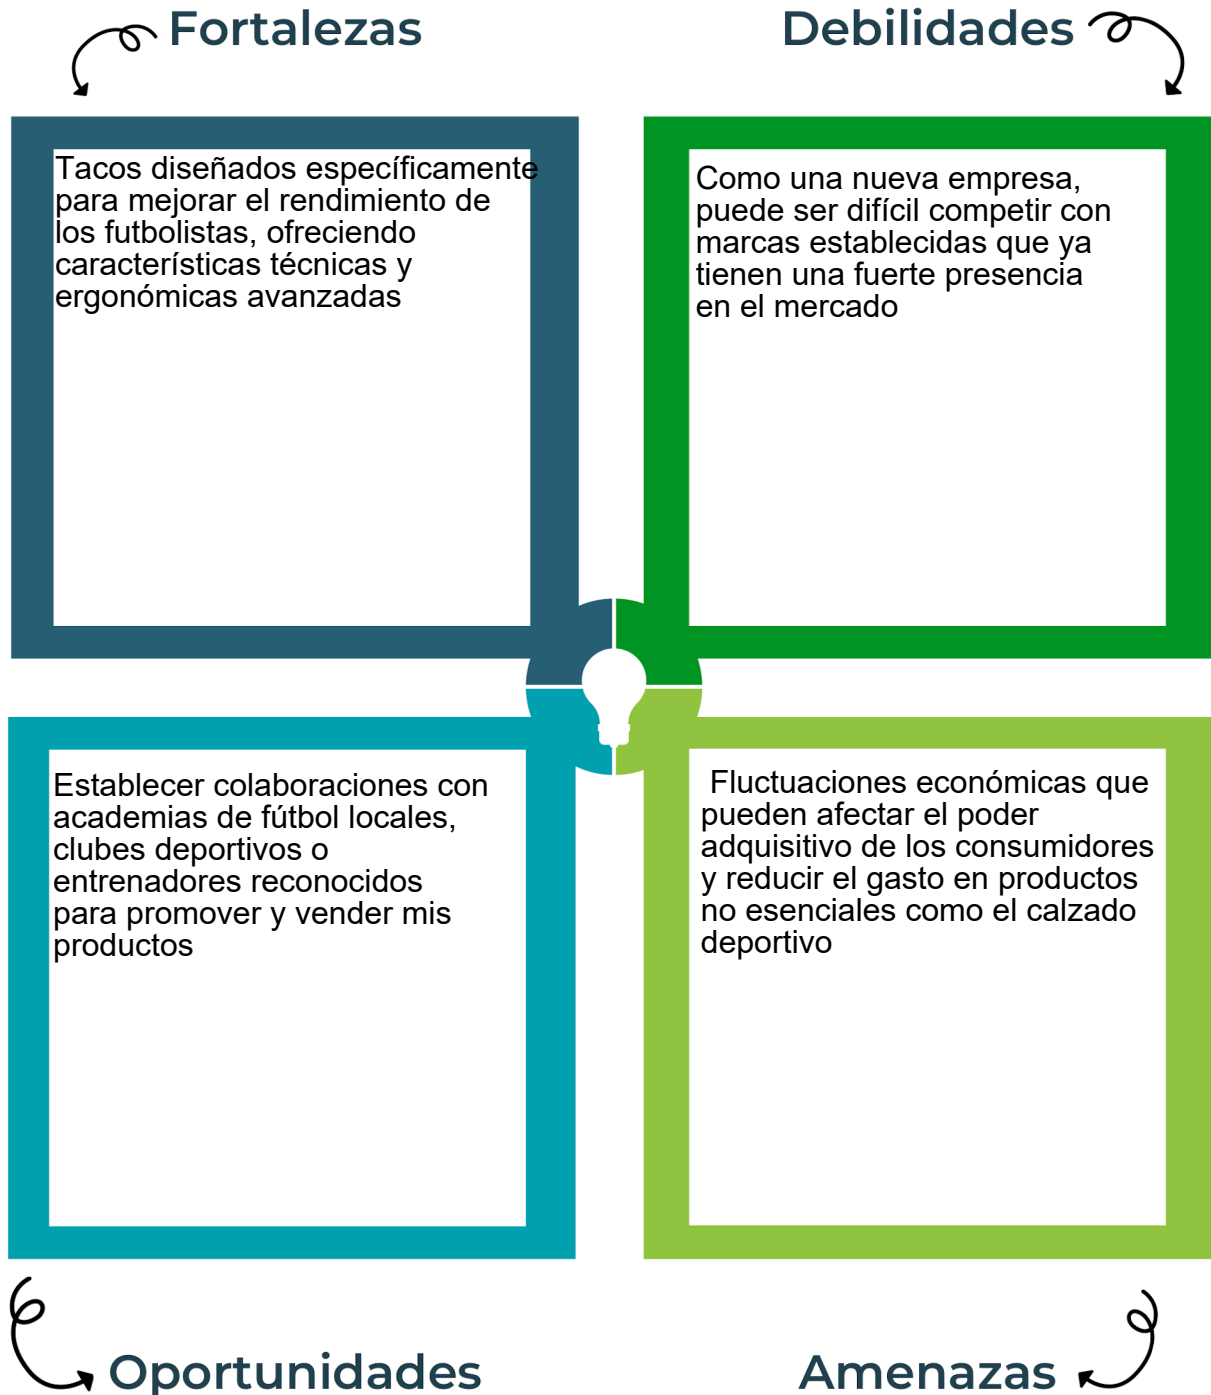 Fortalezas
Tacos diseñados específicamente
para mejorar el rendimiento de
los futbolistas, ofreciendo
características técnicas y
ergonómicas avanzadas
Debilidades
Como una nueva empresa,
puede ser difícil competir con
marcas establecidas que ya
tienen una fuerte presencia
en el mercado
Establecer colaboraciones con
academias de fútbol locales,
clubes deportivos o
entrenadores reconocidos
para promover y vender mis
productos
Oportunidades
Fluctuaciones económicas que
pueden afectar el poder
adquisitivo de los consumidores
y reducir el gasto en productos
no esenciales como el calzado
deportivo
Amenazas